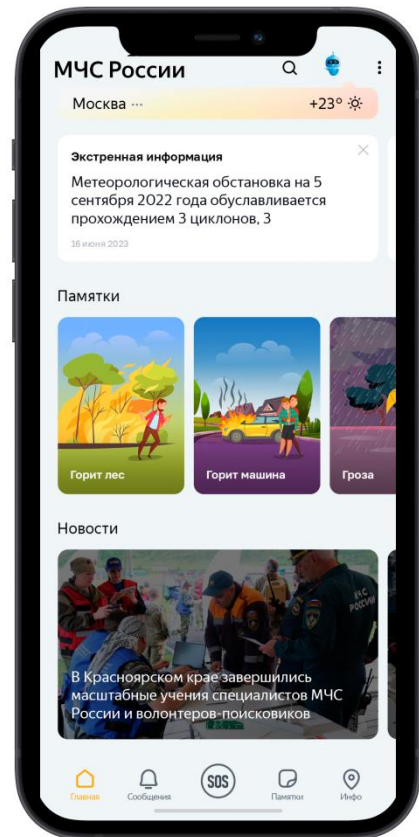 МЧС России
Москва ···
+23°
Экстренная информация
Метеорологическая обстановка на 5
сентября 2022 года обуславливается
прохождением 3 циклонов, 3
16 июня 2023
Памятки
Горит лес
Горит машина
Гроза
Новости
МЧС
РОССИИ
В Красноярском крае завершились
масштабные учения специалистов МЧС
России и волонтеров-поисковиков
Главная
Сообщения
SOS
Памятки
Инфо